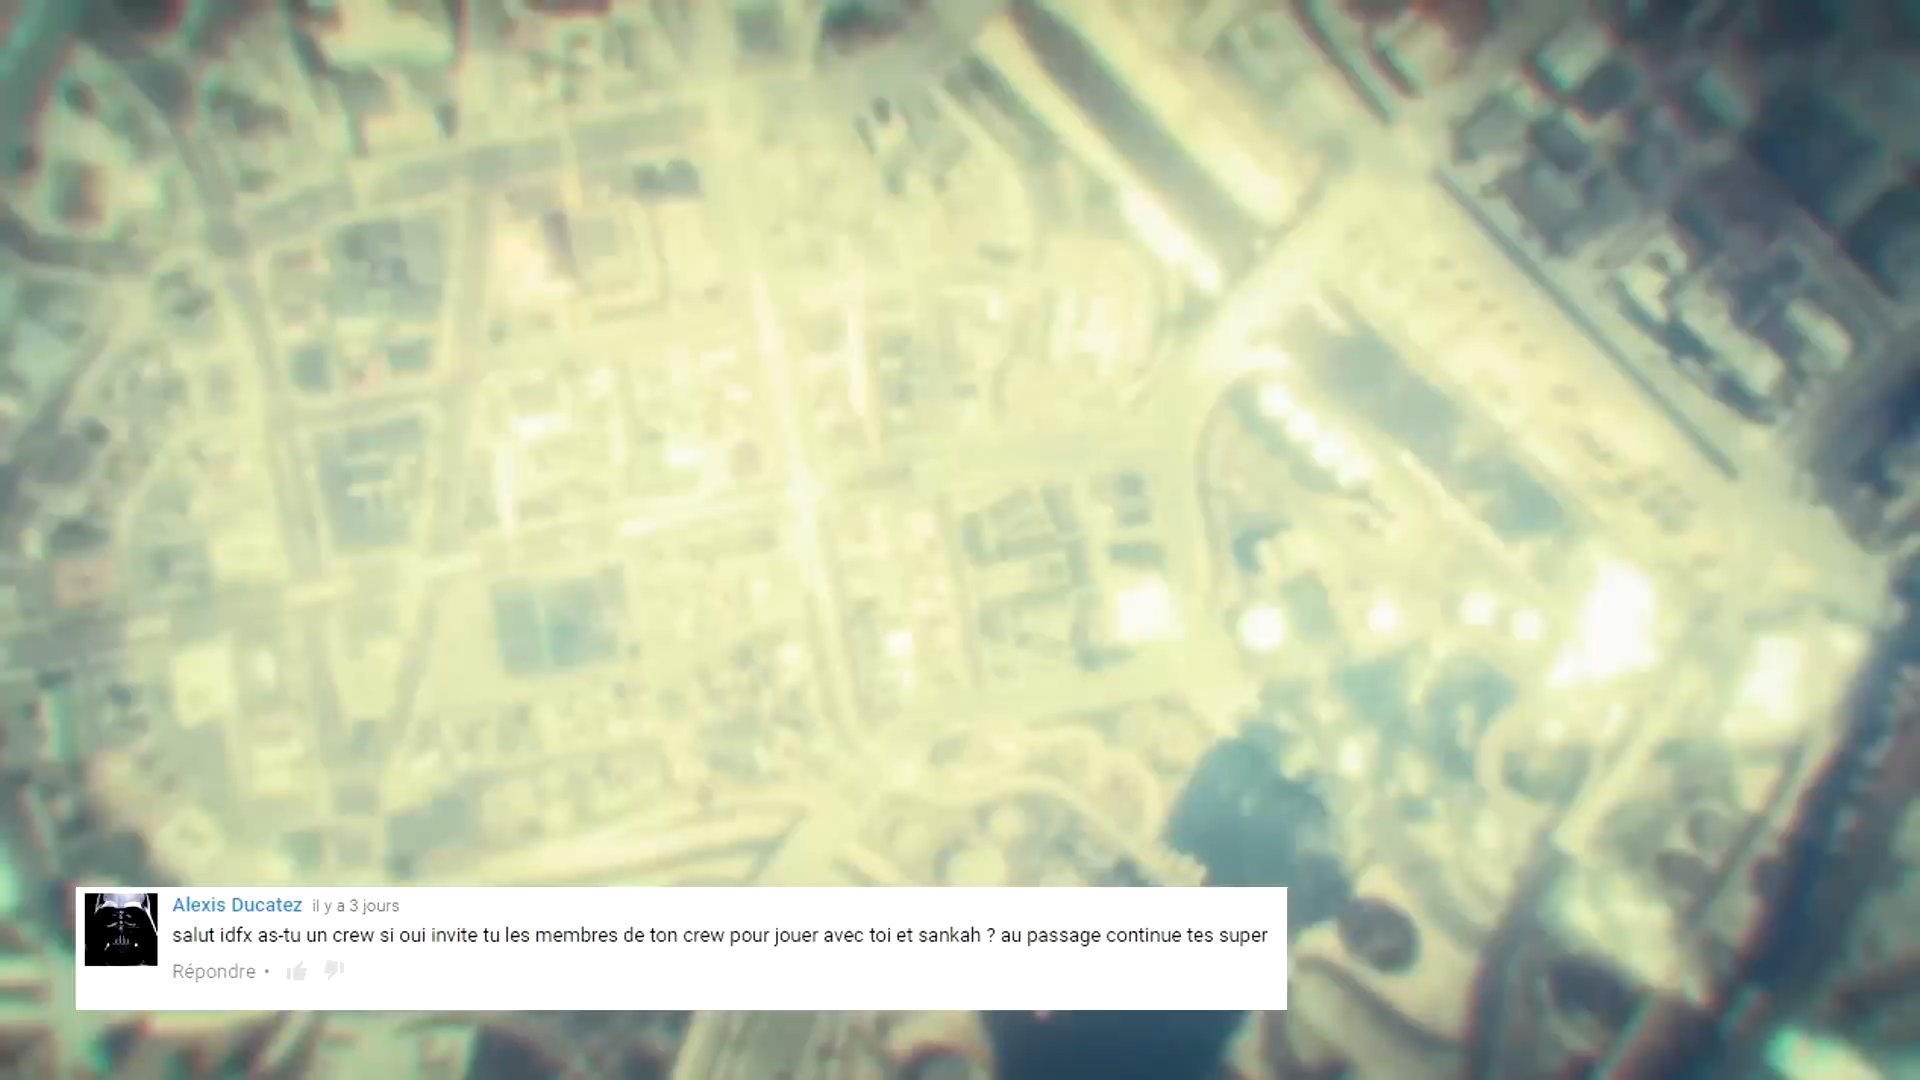 Alexis Ducatez il y a 3 jours
salut idfx as-tu un crew si oui invite tu les membres de ton crew pour jouer avec toi et sankah ? au passage continue tes super
Répondre •